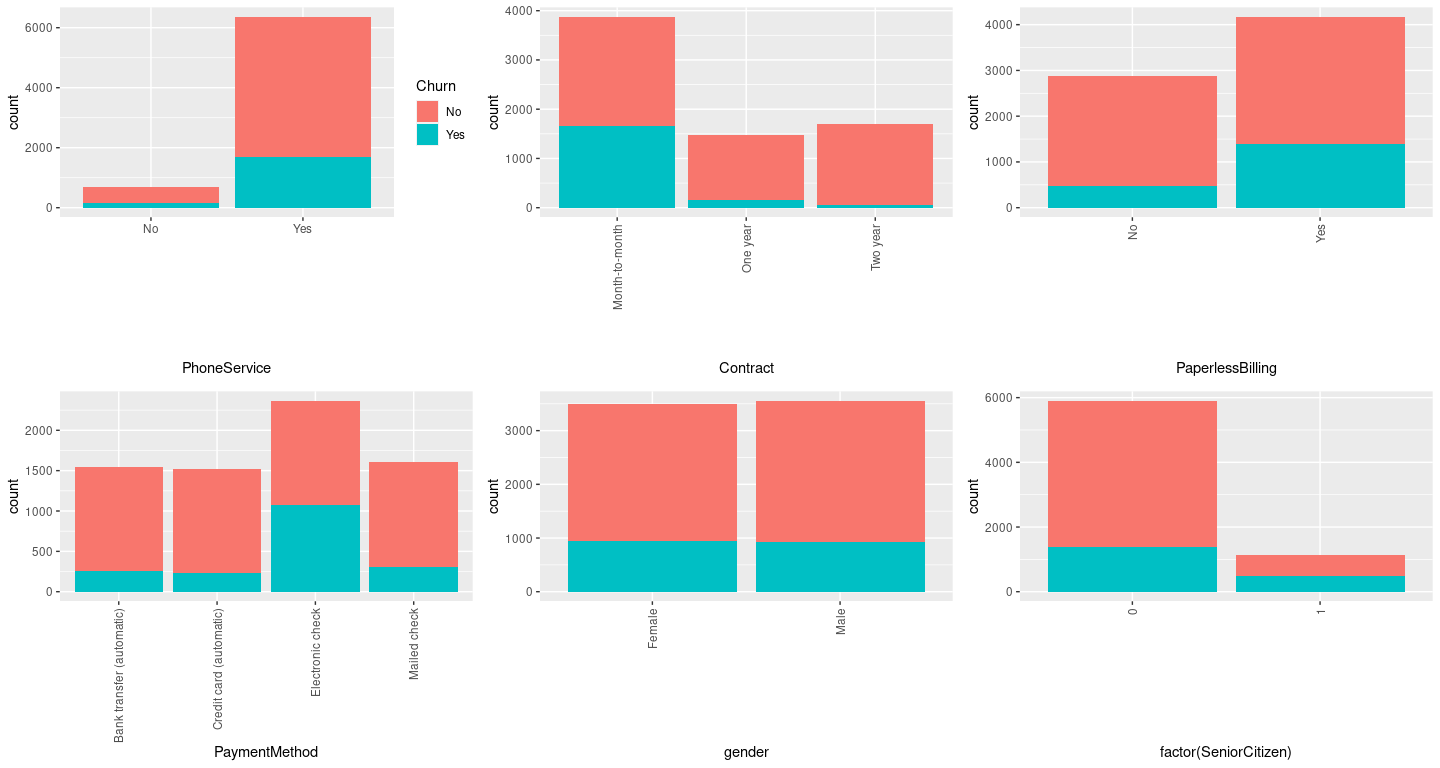 count
6000
4000
2000
0
No
Yes
PhoneService
Churn
No
Yes
count
4000
3000
2000
1000
0
Month-to-month
One year
Two year
Contract
count
4000
3000
2000
1000
0
No
Yes
PaperlessBilling
count
2000
1500
1000
500
0
Bank transfer (automatic)
Credit card (automatic)
Electronic check
Mailed check
PaymentMethod
count
3000
2000
1000
0
Female
Male
gender
count
6000
4000
2000
0
0
1
factor(SeniorCitizen)